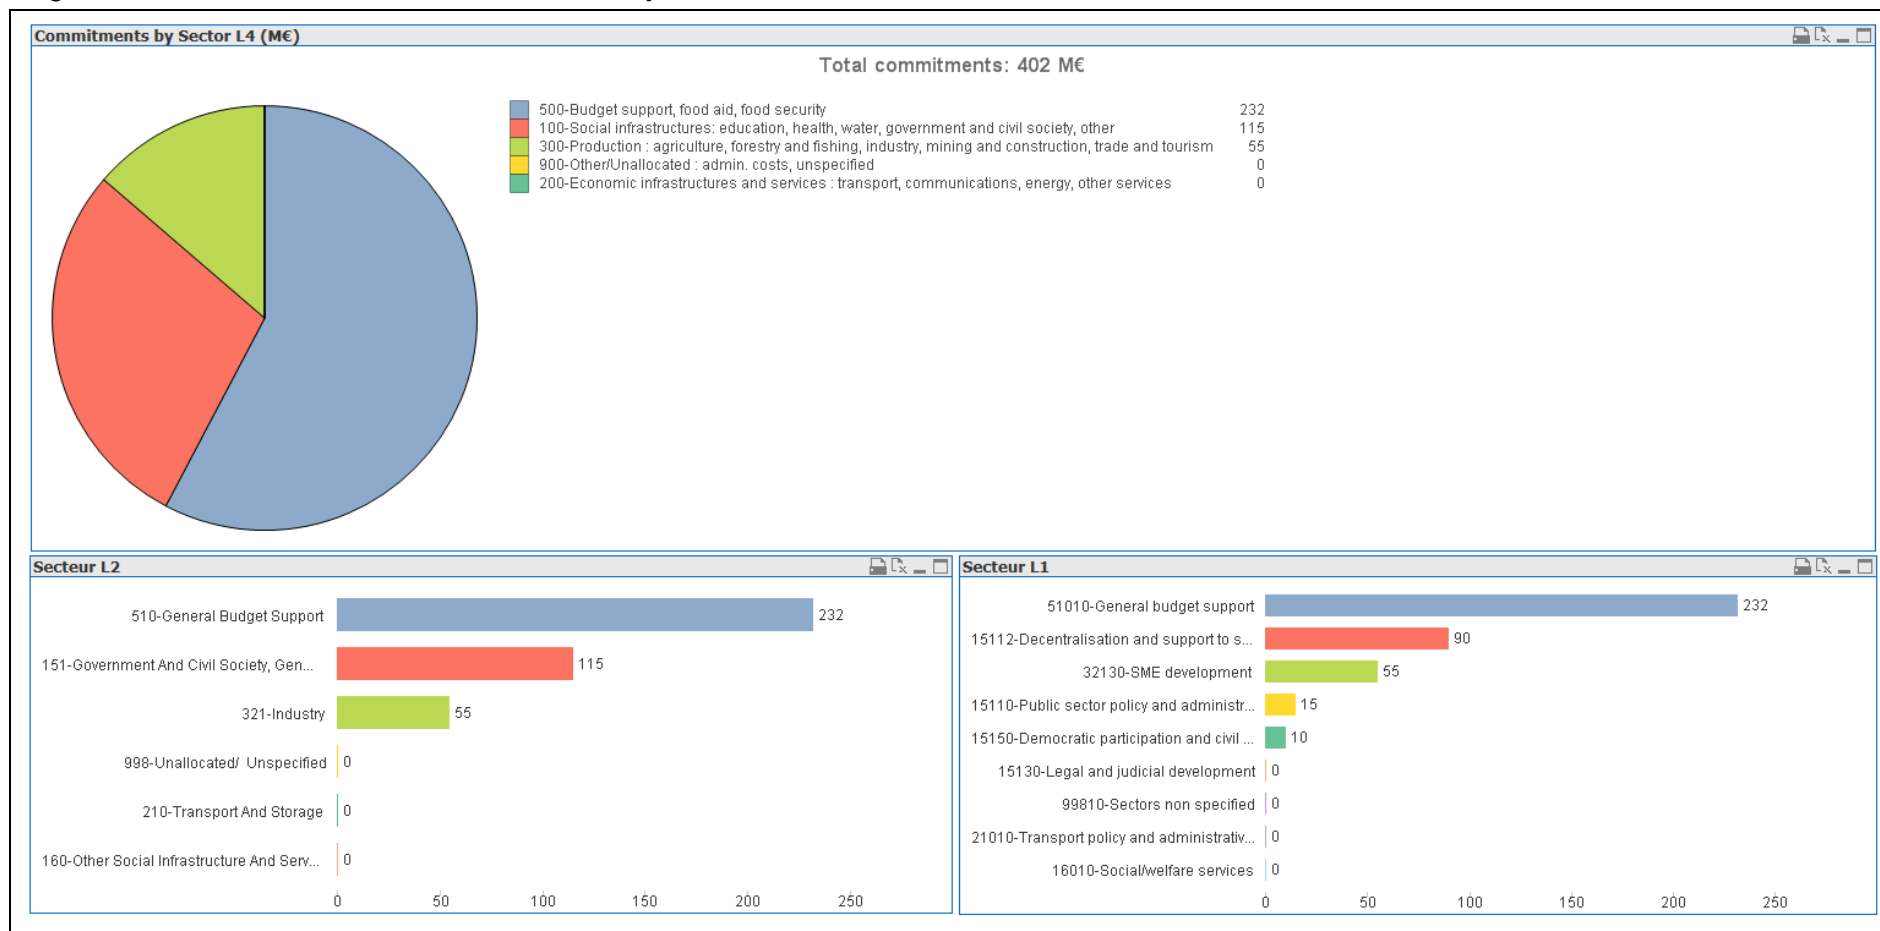 Commitments by Sector L4 (M€)
Total commitments: 402 M€
500-Budget support, food aid, food security 232
100-Social infrastructures: education, health, water, government and civil society, other 115
300-Production : agriculture, forestry and fishing, industry, mining and construction, trade and tourism 55
900-Other/Unallocated : admin. costs, unspecified 0
200-Economic infrastructures and services : transport, communications, energy, other services 0
Secteur L2
510-General Budget Support 232
151-Government And Civil Society, Gen... 115
321-Industry 55
998-Unallocated/ Unspecified 0
210-Transport And Storage 0
160-Other Social Infrastructure And Serv... 0
0 50 100 150 200 250
Secteur L1
51010-General budget support 232
15112-Decentralisation and support to s... 90
32130-SME development 55
15110-Public sector policy and administr... 15
15150-Democratic participation and civil ... 10
15130-Legal and judicial development 0
99810-Sectors non specified 0
21010-Transport policy and administrativ... 0
16010-Social/welfare services 0
0 50 100 150 200 250